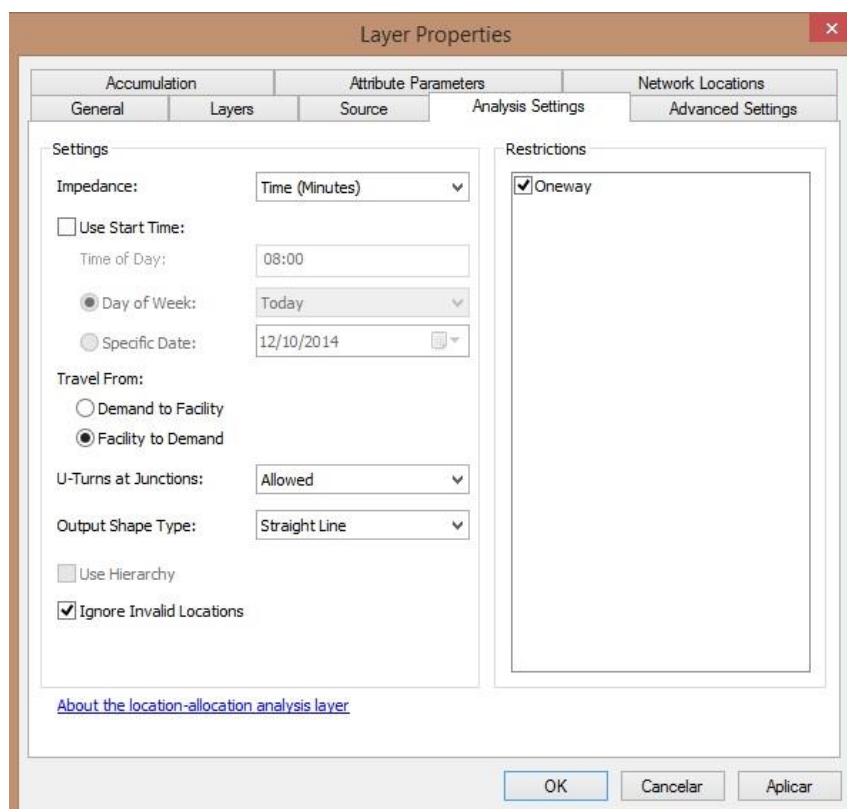 Layer Properties
×
Accumulation Attribute Parameters Network Locations
General Layers Source Analysis Settings Advanced Settings
Settings
Impedance: Time (Minutes)
Use Start Time:
Time of Day: 08:00
Day of Week: Today
Specific Date: 12/10/2014
Travel From:
Demand to Facility
Facility to Demand
U-Turns at Junctions: Allowed
Output Shape Type: Straight Line
Use Hierarchy
Ignore Invalid Locations
Restrictions
Oneway
About the location-allocation analysis layer
OK Cancelar Aplicar